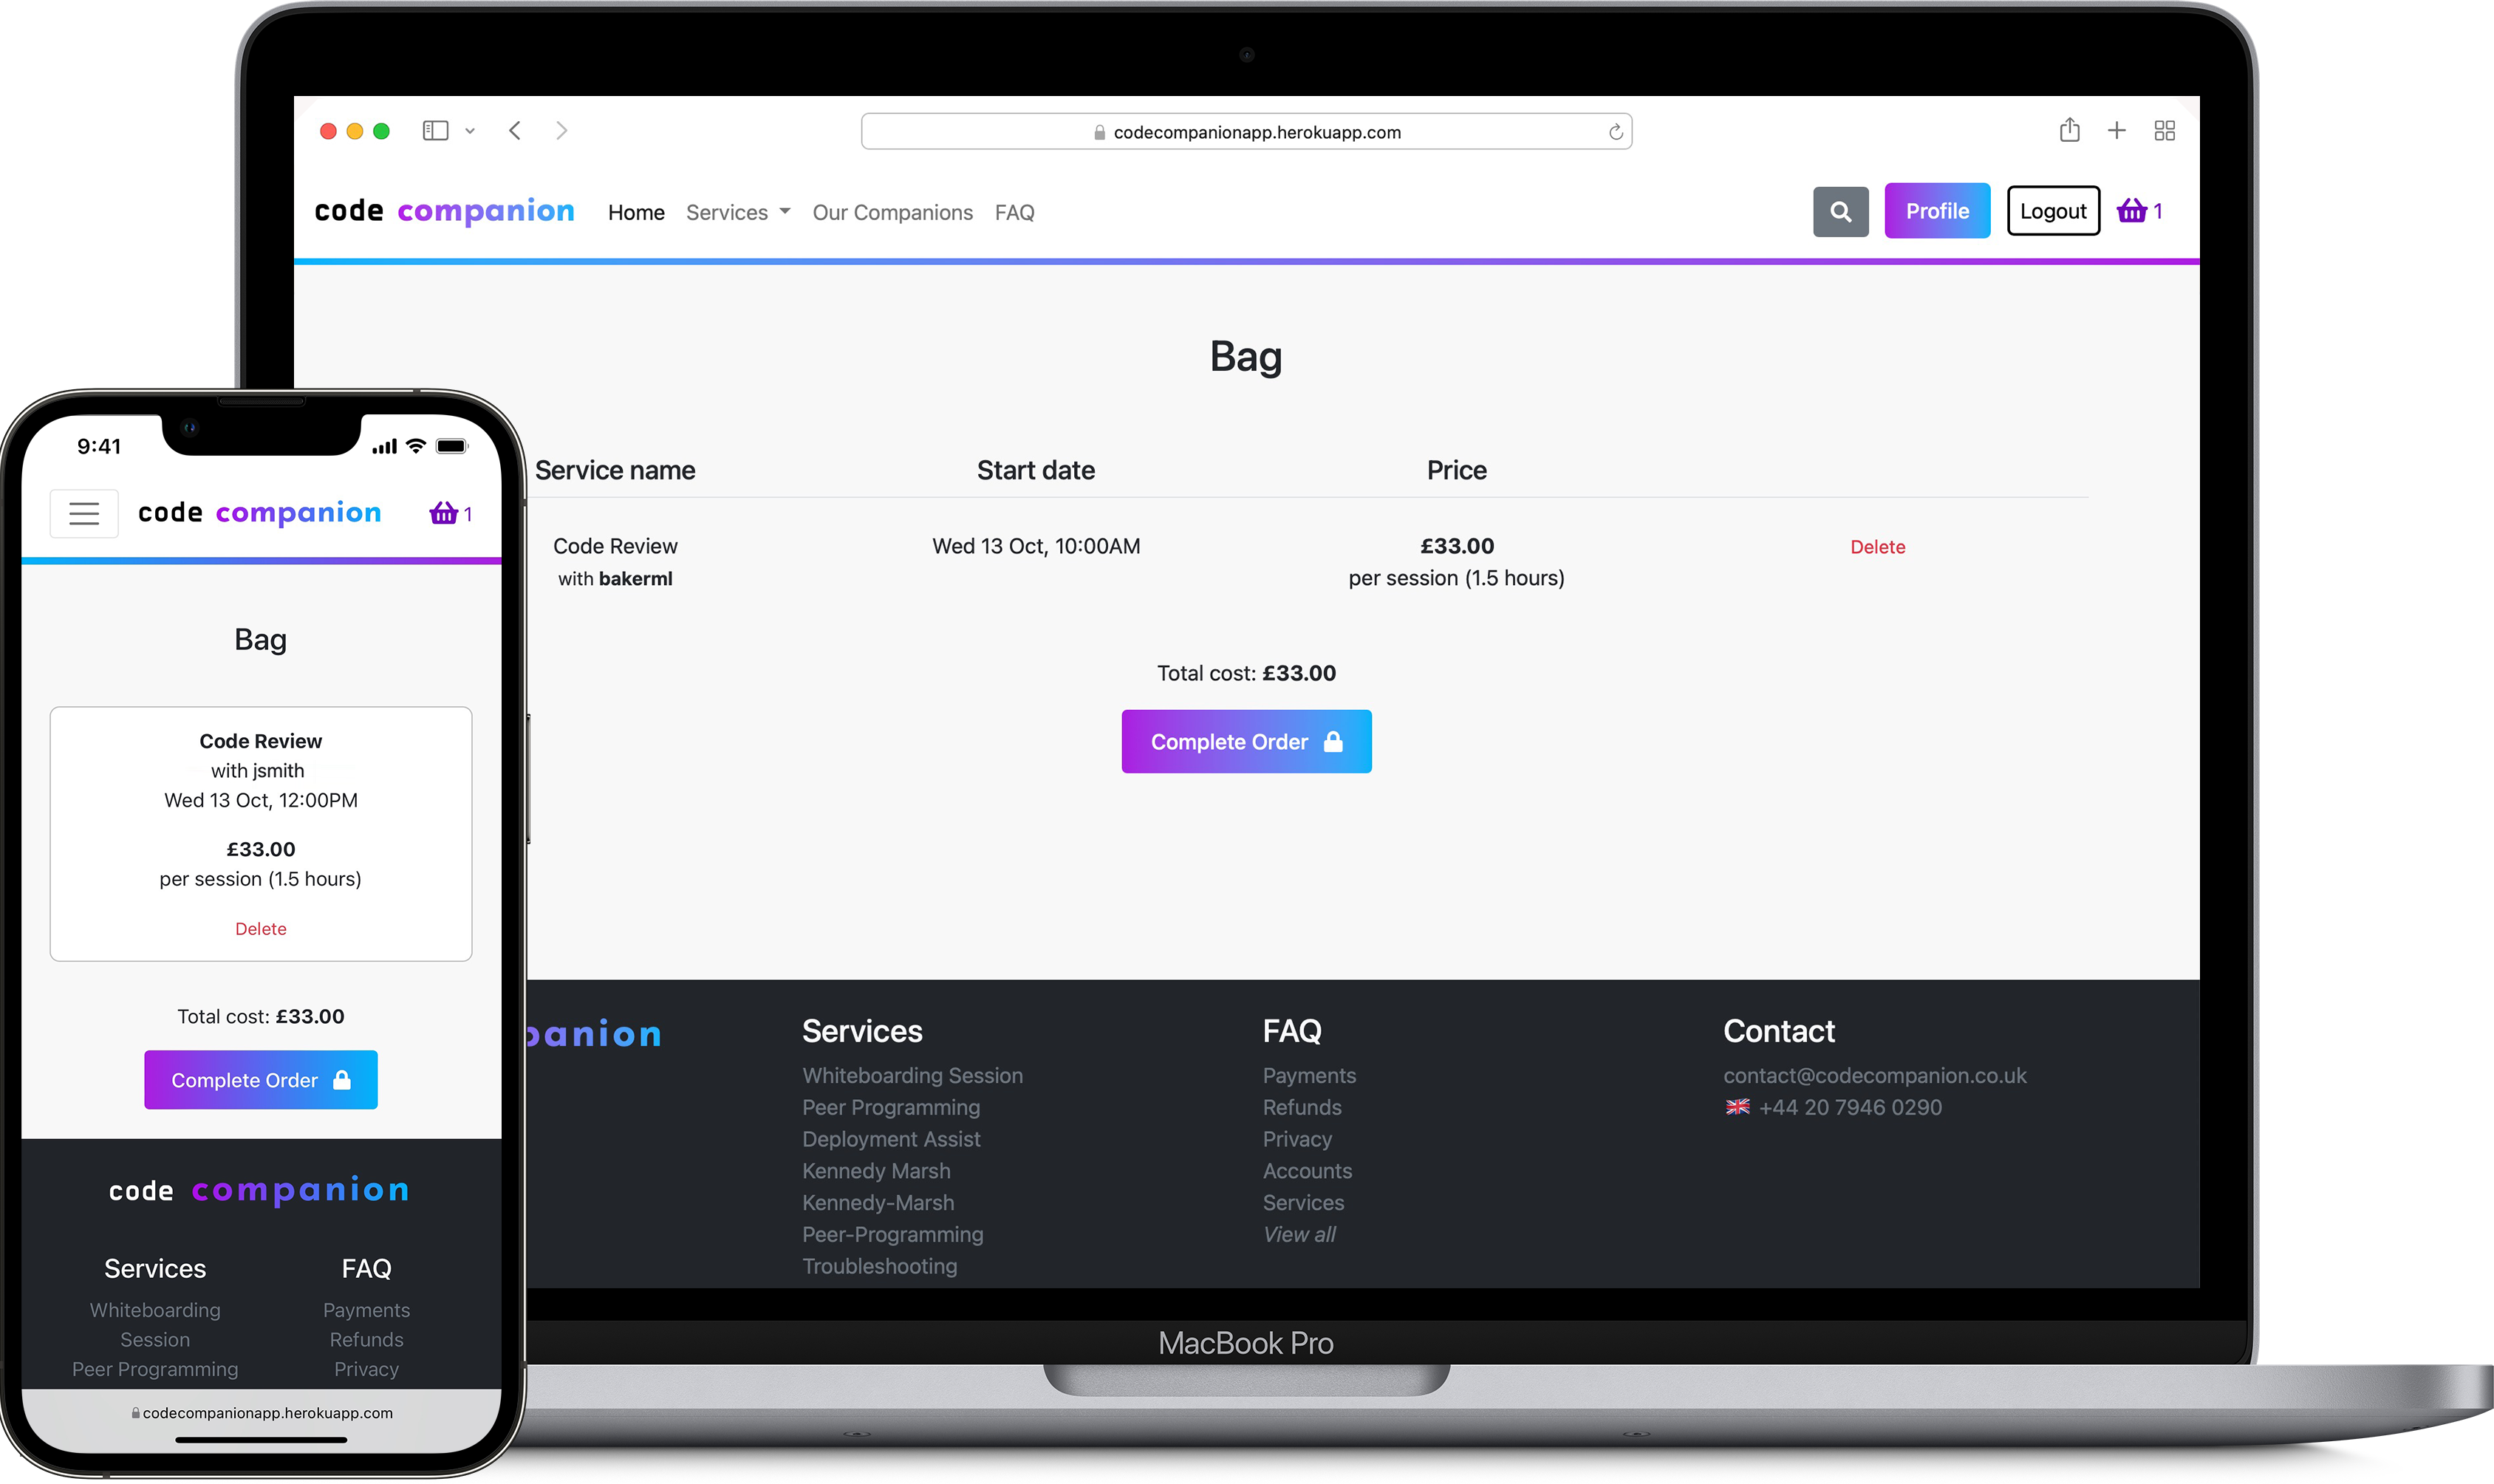 codecompanionapp.herokuapp.com
code companion Home Services Our Companions FAQ Profile Logout 1
Bag
Service name Start date Price
Code Review Wed 13 Oct, 10:00AM £33.00 Delete
with bakerml per session (1.5 hours)
Total cost: £33.00
Complete Order
panion
Services
Whiteboarding Session
Peer Programming
Deployment Assist
Kennedy Marsh
Kennedy-Marsh
Peer-Programming
Troubleshooting
FAQ
Payments
Refunds
Privacy
Accounts
Services
View all
Contact
contact@codecompanion.co.uk
+44 20 7946 0290
MacBook Pro
9:41
code companion 1
Bag
Code Review
with jsmith
Wed 13 Oct, 12:00PM
£33.00
per session (1.5 hours)
Delete
Total cost: £33.00
Complete Order
code companion
Services
Whiteboarding
Session
Peer Programming
FAQ
Payments
Refunds
Privacy
codecompanionapp.herokuapp.com